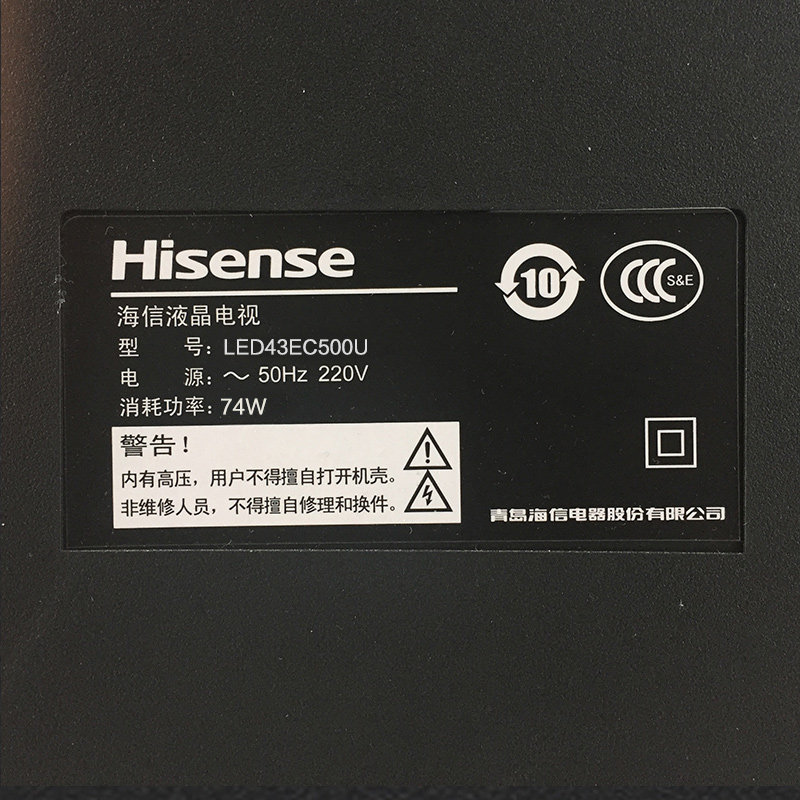 Hisense
10
CCC S&E
海信液晶电视
型 号: LED43EC500U
电 源: ～ 50Hz 220V
消耗功率: 74W
警告!
内有高压，用户不得擅自打开机壳。
非维修人员，不得擅自修理和换件。
青岛海信电器股份有限公司